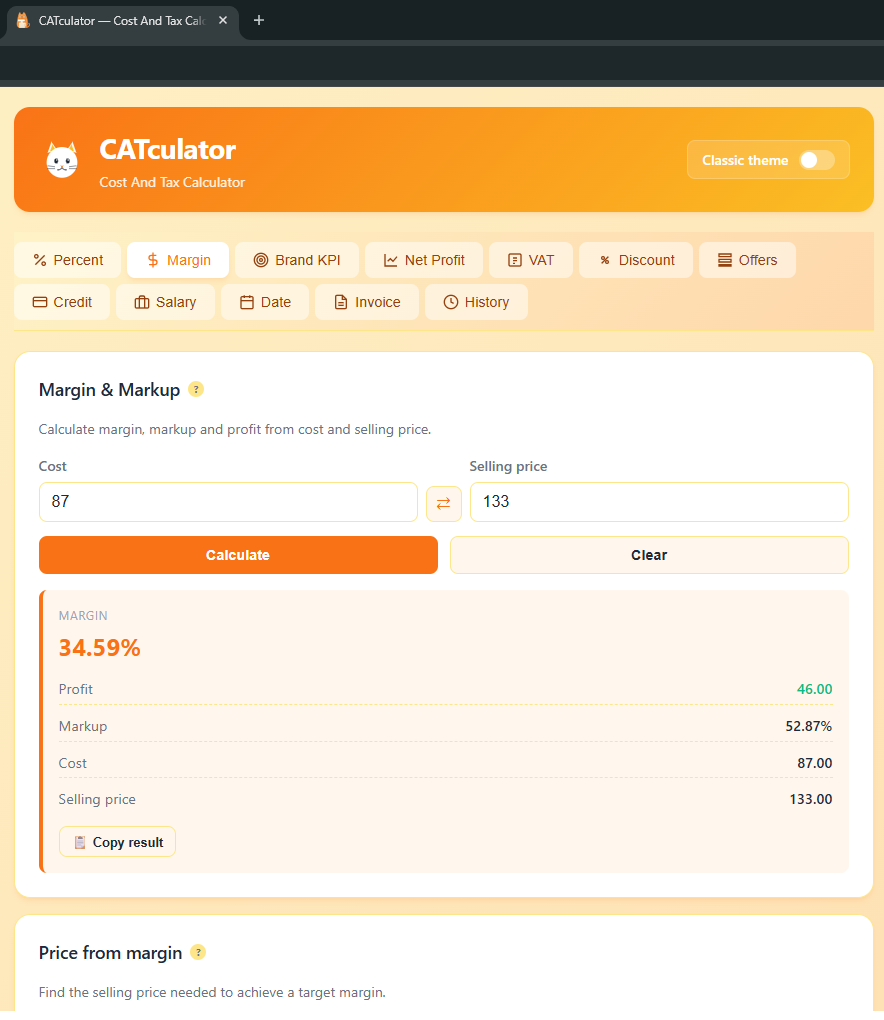 CATculator — Cost And Tax Calc
CATculator
Cost And Tax Calculator
Classic theme
Percent
Margin
Brand KPI
Net Profit
VAT
Discount
Offers
Credit
Salary
Date
Invoice
History
Margin & Markup ?
Calculate margin, markup and profit from cost and selling price.
Cost
Selling price
87
133
Calculate
Clear
MARGIN
34.59%
Profit 46.00
Markup 52.87%
Cost 87.00
Selling price 133.00
Copy result
Price from margin ?
Find the selling price needed to achieve a target margin.